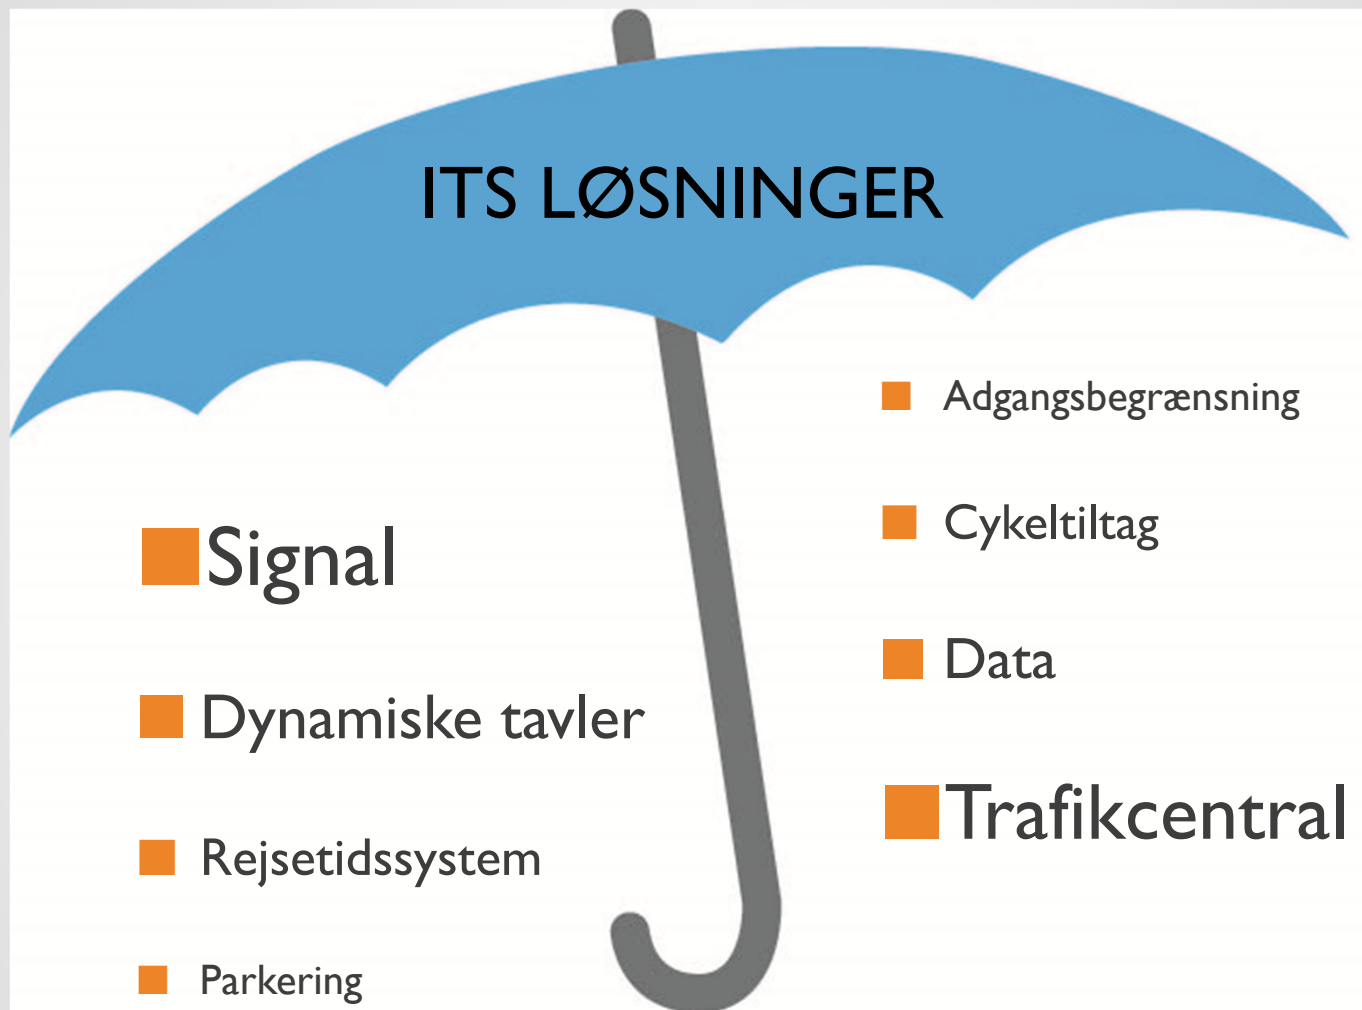 ITS LØSNINGER
Signal
Dynamiske tavler
Rejsetidssystem
Parkering
Adgangsbegrænsning
Cykeltiltag
Data
Trafikcentral